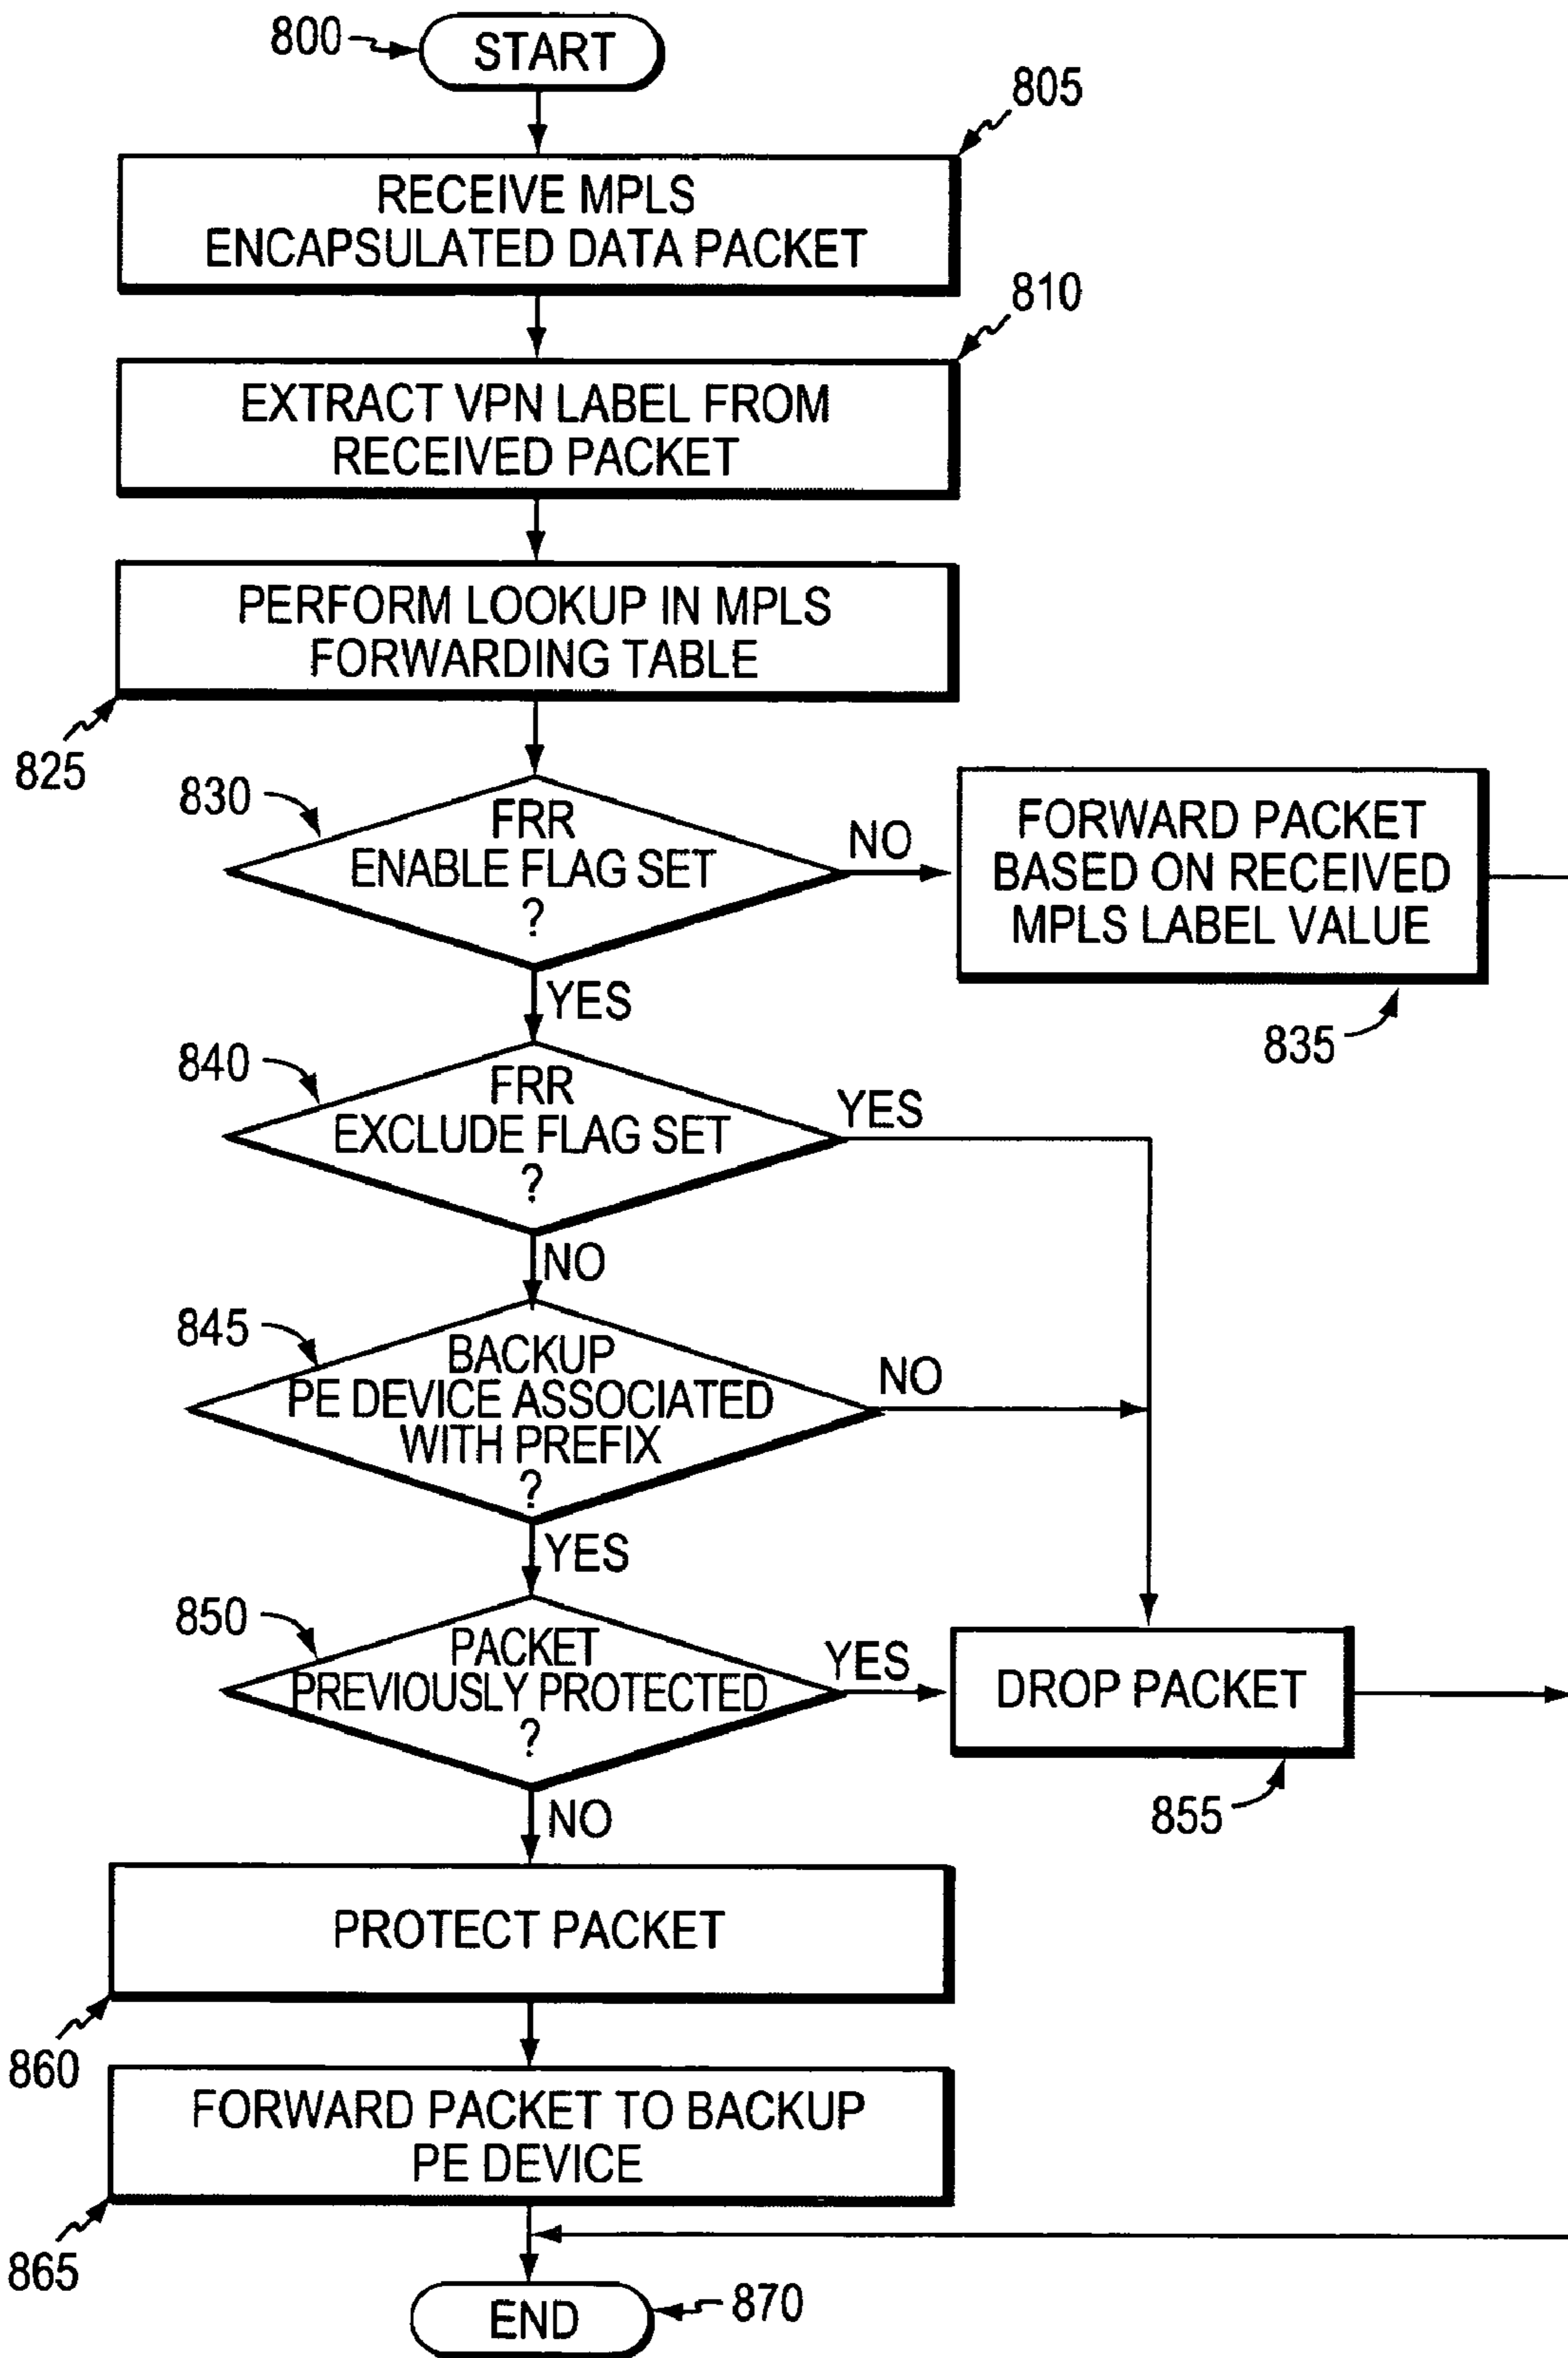 800
START
805
RECEIVE MPLS
ENCAPSULATED DATA PACKET
810
EXTRACT VPN LABEL FROM
RECEIVED PACKET
PERFORM LOOKUP IN MPLS
FORWARDING TABLE
825
830
FRR
ENABLE FLAG SET
?
NO
FORWARD PACKET
BASED ON RECEIVED
MPLS LABEL VALUE
835
YES
840
FRR
EXCLUDE FLAG SET
?
YES
NO
845
BACKUP
PE DEVICE ASSOCIATED
WITH PREFIX
?
NO
YES
850
PACKET
PREVIOUSLY PROTECTED
?
YES
DROP PACKET
855
NO
PROTECT PACKET
860
FORWARD PACKET TO BACKUP
PE DEVICE
865
END
870